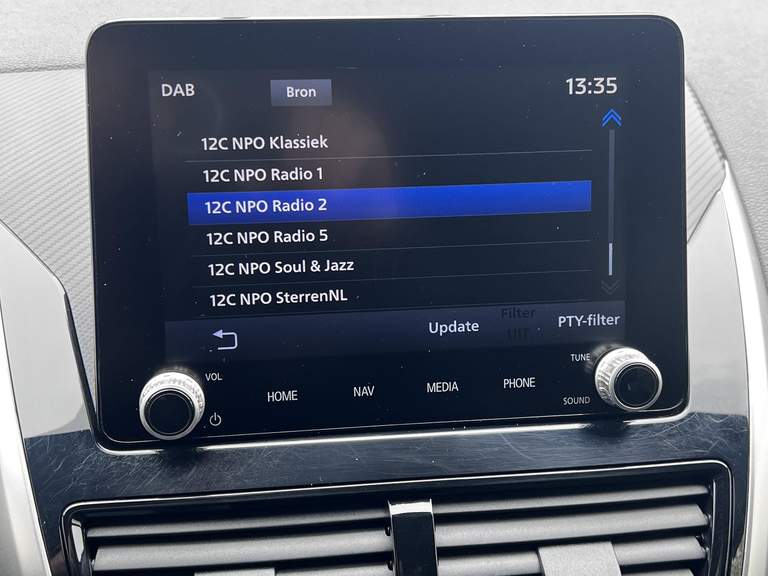 DAB Bron 13:35
12C NPO Klassiek
12C NPO Radio 1
12C NPO Radio 2
12C NPO Radio 5
12C NPO Soul & Jazz
12C NPO SterrenNL
Update Filter UIT PTY-filter
VOL HOME NAV MEDIA PHONE TUNE
SOUND